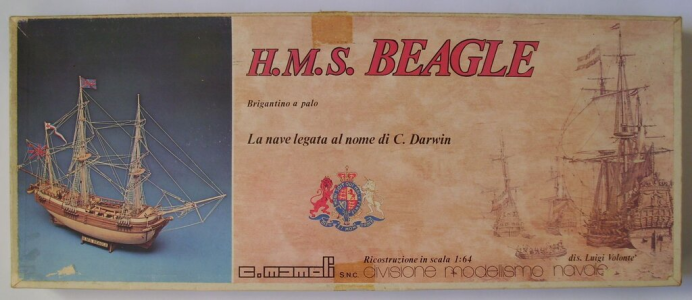 H.M.S. BEAGLE
Brigantino a palo
La nave legata al nome di C. Darwin
Ricostruzione in scala 1:64
dis. Luigi Volonte'
c.mamoli S.N.C. divisione modellismo navale